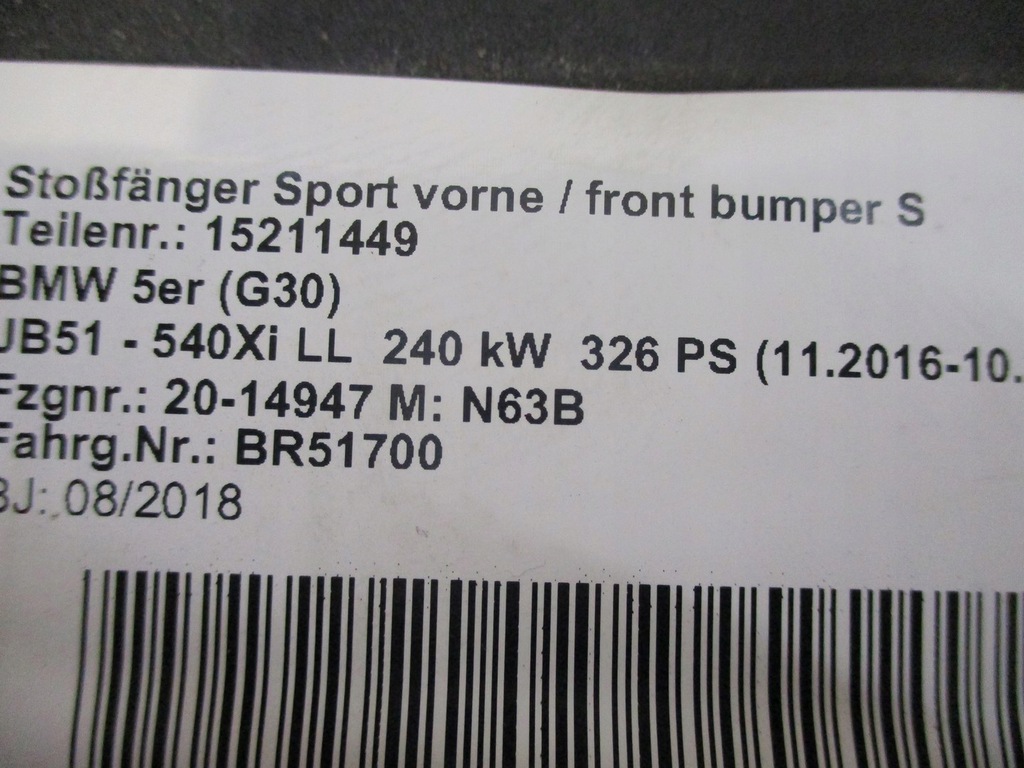 Stoßfänger Sport vorne / front bumper S
Teilenr.: 15211449
BMW 5er (G30)
JB51 - 540Xi LL 240 kW 326 PS (11.2016-10.
Fzgnr.: 20-14947 M: N63B
Fahrg.Nr.: BR51700
BJ: 08/2018